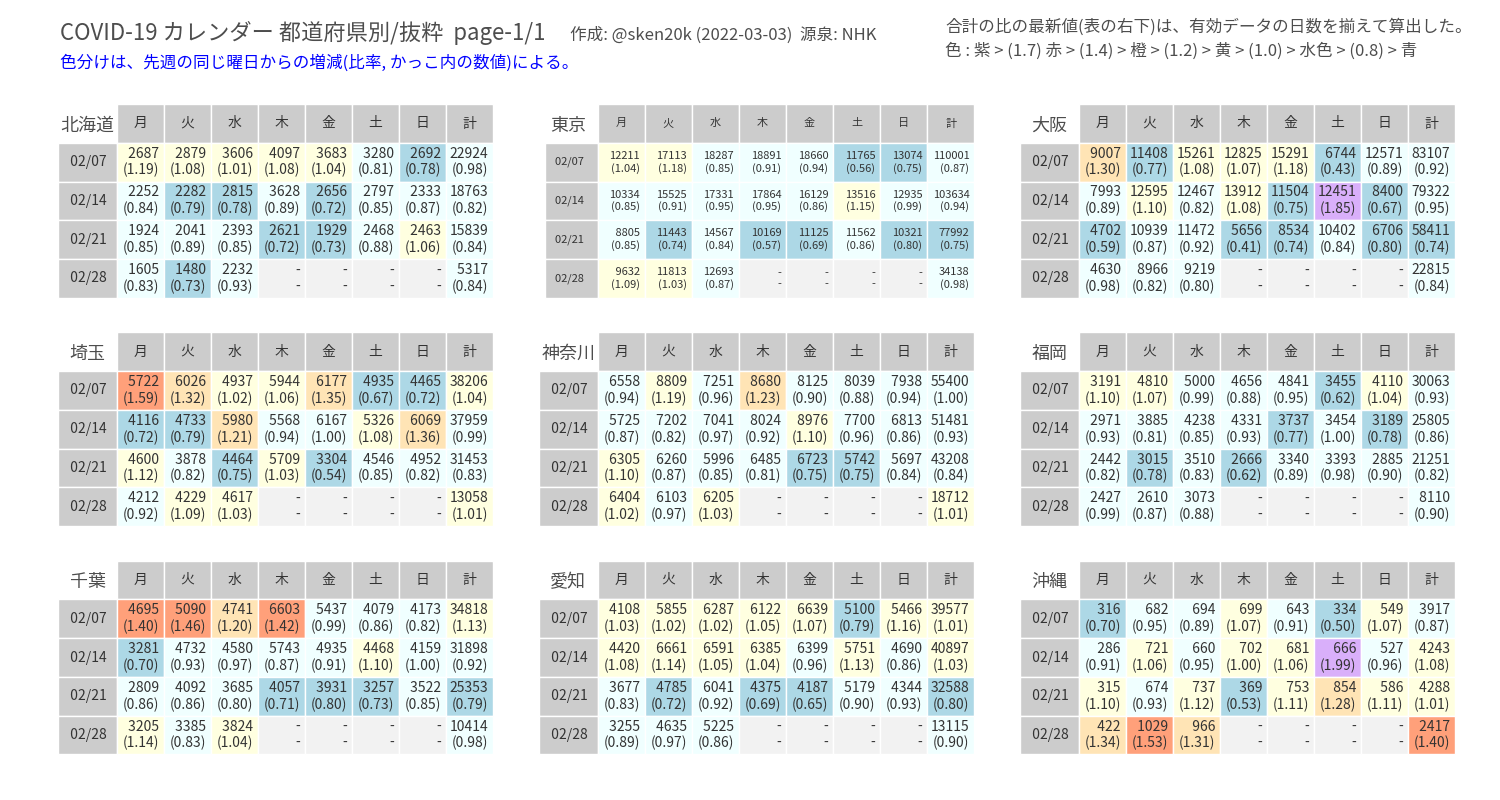 COVID-19 カレンダー 都道府県別/抜粋 page-1/1 作成: @sken20k (2022-03-03) 源泉: NHK
合計の比の最新値(表の右下)は、有効データの日数を揃えて算出した。
色分けは、先週の同じ曜日からの増減(比率, かっこ内の数値)による。
色 : 紫 > (1.7) 赤 > (1.4) > 橙 > (1.2) > 黄 > (1.0) > 水色 > (0.8) > 青
北海道 月 火 水 木 金 土 日 計
02/07 2687 2879 3606 4097 3683 3280 2692 22924
(1.19) (1.08) (1.01) (1.08) (1.04) (0.81) (0.78) (0.98)
02/14 2252 2282 2815 3628 2656 2797 2333 18763
(0.84) (0.79) (0.78) (0.89) (0.72) (0.85) (0.87) (0.82)
02/21 1924 2041 2393 2621 1929 2468 2463 15839
(0.85) (0.89) (0.85) (0.72) (0.73) (0.88) (1.06) (0.84)
02/28 1605 1480 2232 - - - - 5317
(0.83) (0.73) (0.93) - - - - (0.84)
東京 月 火 水 木 金 土 日 計
02/07 12211 17113 18287 18891 18660 11765 13074 110001
(1.04) (1.18) (0.85) (0.91) (0.94) (0.56) (0.75) (0.87)
02/14 10334 15525 17331 17864 16129 13516 12935 103634
(0.85) (0.91) (0.95) (0.95) (0.86) (1.15) (0.99) (0.94)
02/21 8805 11443 14567 10169 11125 11562 10321 77992
(0.85) (0.74) (0.84) (0.57) (0.69) (0.86) (0.80) (0.75)
02/28 9632 11813 12693 - - - - 34138
(1.09) (1.03) (0.87) - - - - (0.98)
大阪 月 火 水 木 金 土 日 計
02/07 9007 11408 15261 12825 15291 6744 12571 83107
(1.30) (0.77) (1.08) (1.07) (1.18) (0.43) (0.89) (0.92)
02/14 7993 12595 12467 13912 11504 12451 8400 79322
(0.89) (1.10) (0.82) (1.08) (0.75) (1.85) (0.67) (0.95)
02/21 4702 10939 11472 5656 8534 10402 6706 58411
(0.59) (0.87) (0.92) (0.41) (0.74) (0.84) (0.80) (0.74)
02/28 4630 8966 9219 - - - - 22815
(0.98) (0.82) (0.80) - - - - (0.84)
埼玉 月 火 水 木 金 土 日 計
02/07 5722 6026 4937 5944 6177 4935 4465 38206
(1.59) (1.32) (1.02) (1.06) (1.35) (0.67) (0.72) (1.04)
02/14 4116 4733 5980 5568 6167 5326 6069 37959
(0.72) (0.79) (1.21) (0.94) (1.00) (1.08) (1.36) (0.99)
02/21 4600 3878 4464 5709 3304 4546 4952 31453
(1.12) (0.82) (0.75) (1.03) (0.54) (0.85) (0.82) (0.83)
02/28 4212 4229 4617 - - - - 13058
(0.92) (1.09) (1.03) - - - - (1.01)
神奈川 月 火 水 木 金 土 日 計
02/07 6558 8809 7251 8680 8125 8039 7938 55400
(0.94) (1.19) (0.96) (1.23) (0.90) (0.88) (0.94) (1.00)
02/14 5725 7202 7041 8024 8976 7700 6813 51481
(0.87) (0.82) (0.97) (0.92) (1.10) (0.96) (0.86) (0.93)
02/21 6305 6260 5996 6485 6723 5742 5697 43208
(1.10) (0.87) (0.85) (0.81) (0.75) (0.75) (0.84) (0.84)
02/28 6404 6103 6205 - - - - 18712
(1.02) (0.97) (1.03) - - - - (1.01)
福岡 月 火 水 木 金 土 日 計
02/07 3191 4810 5000 4656 4841 3455 4110 30063
(1.10) (1.07) (0.99) (0.88) (0.95) (0.62) (1.04) (0.93)
02/14 2971 3885 4238 4331 3737 3454 3189 25805
(0.93) (0.81) (0.85) (0.93) (0.77) (1.00) (0.78) (0.86)
02/21 2442 3015 3510 2666 3340 3393 2885 21251
(0.82) (0.78) (0.83) (0.62) (0.89) (0.98) (0.90) (0.82)
02/28 2427 2610 3073 - - - - 8110
(0.99) (0.87) (0.88) - - - - (0.90)
千葉 月 火 水 木 金 土 日 計
02/07 4695 5090 4741 6603 5437 4079 4173 34818
(1.40) (1.46) (1.20) (1.42) (0.99) (0.86) (0.82) (1.13)
02/14 3281 4732 4580 5743 4935 4468 4159 31898
(0.70) (0.93) (0.97) (0.87) (0.91) (1.10) (1.00) (0.92)
02/21 2809 4092 3685 4057 3931 3257 3522 25353
(0.86) (0.86) (0.80) (0.71) (0.80) (0.73) (0.85) (0.79)
02/28 3205 3385 3824 - - - - 10414
(1.14) (0.83) (1.04) - - - - (0.98)
愛知 月 火 水 木 金 土 日 計
02/07 4108 5855 6287 6122 6639 5100 5466 39577
(1.03) (1.02) (1.02) (1.05) (1.07) (0.79) (1.16) (1.01)
02/14 4420 6661 6591 6385 6399 5751 4690 40897
(1.08) (1.14) (1.05) (1.04) (0.96) (1.13) (0.86) (1.03)
02/21 3677 4785 6041 4375 4187 5179 4344 32588
(0.83) (0.72) (0.92) (0.69) (0.65) (0.90) (0.93) (0.80)
02/28 3255 4635 5225 - - - - 13115
(0.89) (0.97) (0.86) - - - - (0.90)
沖縄 月 火 水 木 金 土 日 計
02/07 316 682 694 699 643 334 549 3917
(0.70) (0.95) (0.89) (1.07) (0.91) (0.50) (1.07) (0.87)
02/14 286 721 660 702 681 666 527 4243
(0.91) (1.06) (0.95) (1.00) (1.06) (1.99) (0.96) (1.08)
02/21 315 674 737 369 753 854 586 4288
(1.10) (0.93) (1.12) (0.53) (1.11) (1.28) (1.11) (1.01)
02/28 422 1029 966 - - - - 2417
(1.34) (1.53) (1.31) - - - - (1.40)